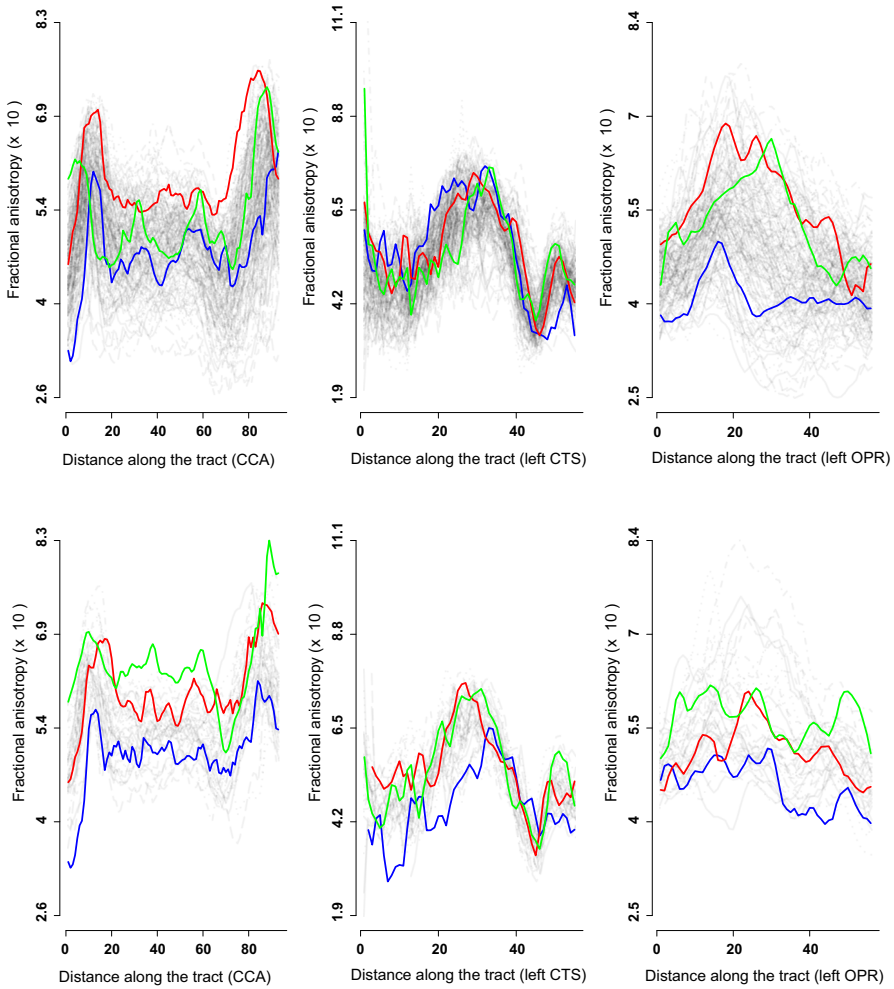 Fractional anisotropy (x 10 )
8.3
6.9
5.4
4
2.6
0 20 40 60 80
Distance along the tract (CCA)
Fractional anisotropy (x 10 )
11.1
8.8
6.5
4.2
1.9
0 20 40
Distance along the tract (left CTS)
Fractional anisotropy (x 10 )
8.4
7
5.5
4
2.5
0 20 40
Distance along the tract (left OPR)
Fractional anisotropy (x 10 )
8.3
6.9
5.4
4
2.6
0 20 40 60 80
Distance along the tract (CCA)
Fractional anisotropy (x 10 )
11.1
8.8
6.5
4.2
1.9
0 20 40
Distance along the tract (left CTS)
Fractional anisotropy (x 10 )
8.4
7
5.5
4
2.5
0 20 40
Distance along the tract (left OPR)